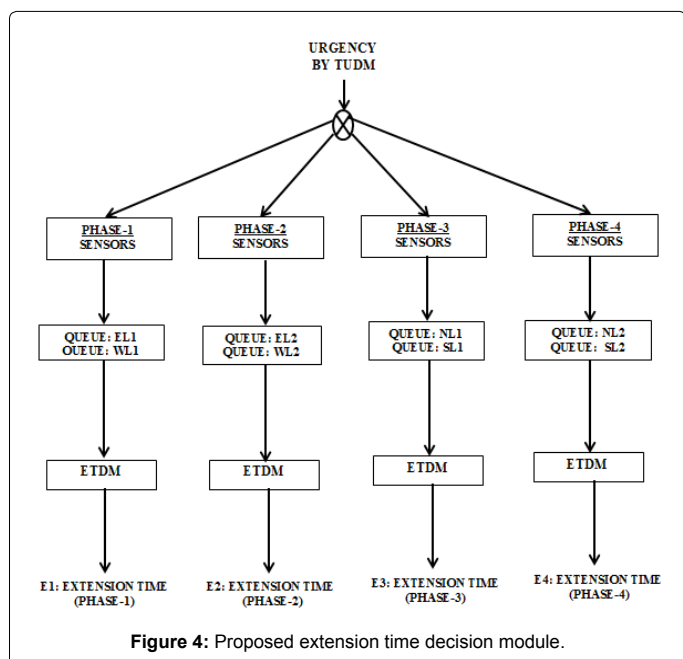 URGENCY
BY TUDM
PHASE-1
SENSORS
PHASE-2
SENSORS
PHASE-3
SENSORS
PHASE-4
SENSORS
QUEUE: EL1
OUEUE: WL1
QUEUE: EL2
QUEUE: WL2
QUEUE: NL1
QUEUE: SL1
QUEUE: NL2
QUEUE: SL2
ETDM
ETDM
ETDM
ETDM
E1: EXTENSION TIME
(PHASE-1)
E2: EXTENSION TIME
(PHASE-2)
E3: EXTENSION TIME
(PHASE-3)
E4: EXTENSION TIME
(PHASE-4)
Figure 4: Proposed extension time decision module.